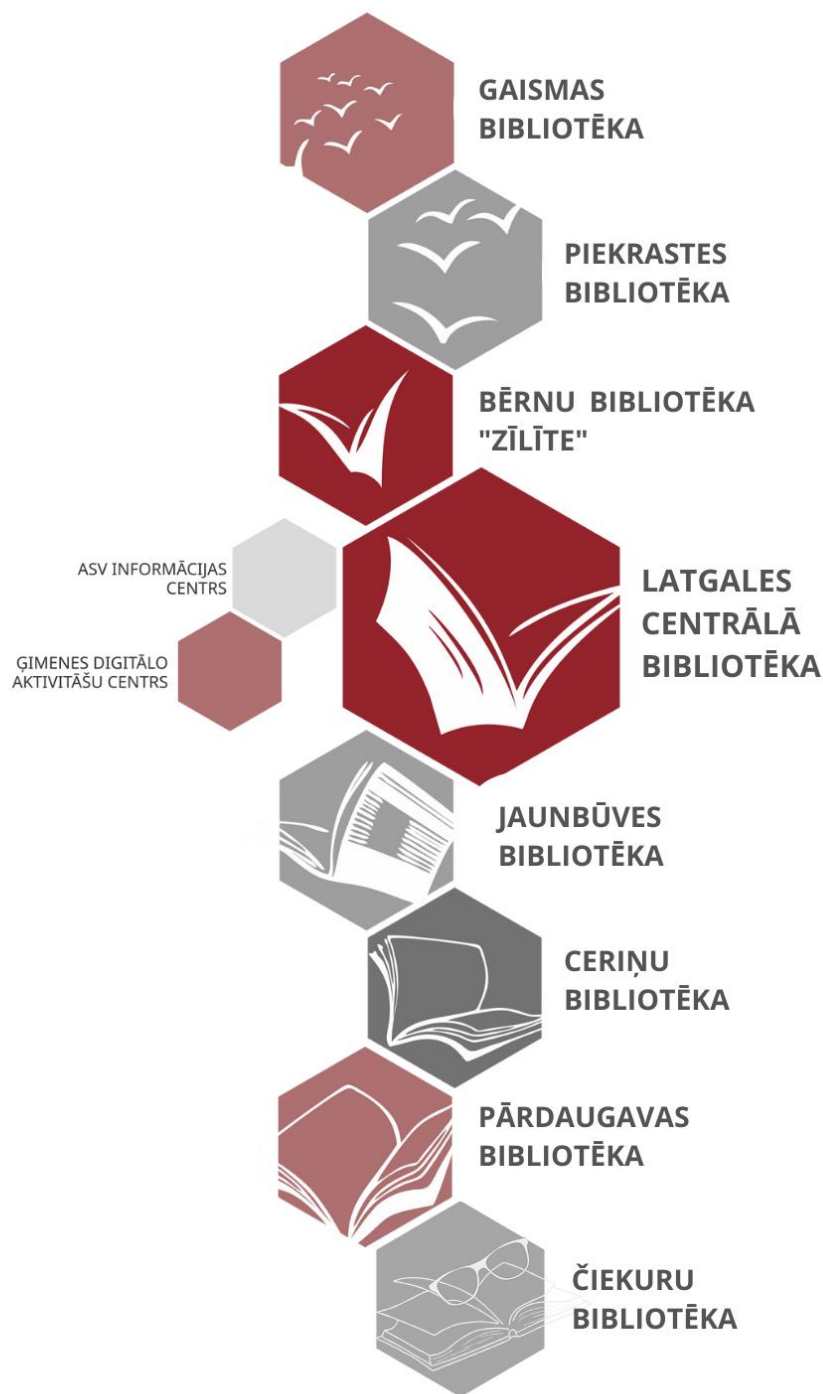 GAISMAS
BIBLIOTĒKA
PIEKRASTES
BIBLIOTĒKA
BĒRNU BIBLIOTĒKA
"ZĪLĪTE"
ASV INFORMĀCIJAS
CENTRS
LATGALES
CENTRĀLĀ
BIBLIOTĒKA
ĢIMENES DIGITĀLO
AKTIVITĀŠU CENTRS
JAUNBŪVES
BIBLIOTĒKA
CERIŅU
BIBLIOTĒKA
PĀRDAUGAVAS
BIBLIOTĒKA
ČIEKURU
BIBLIOTĒKA